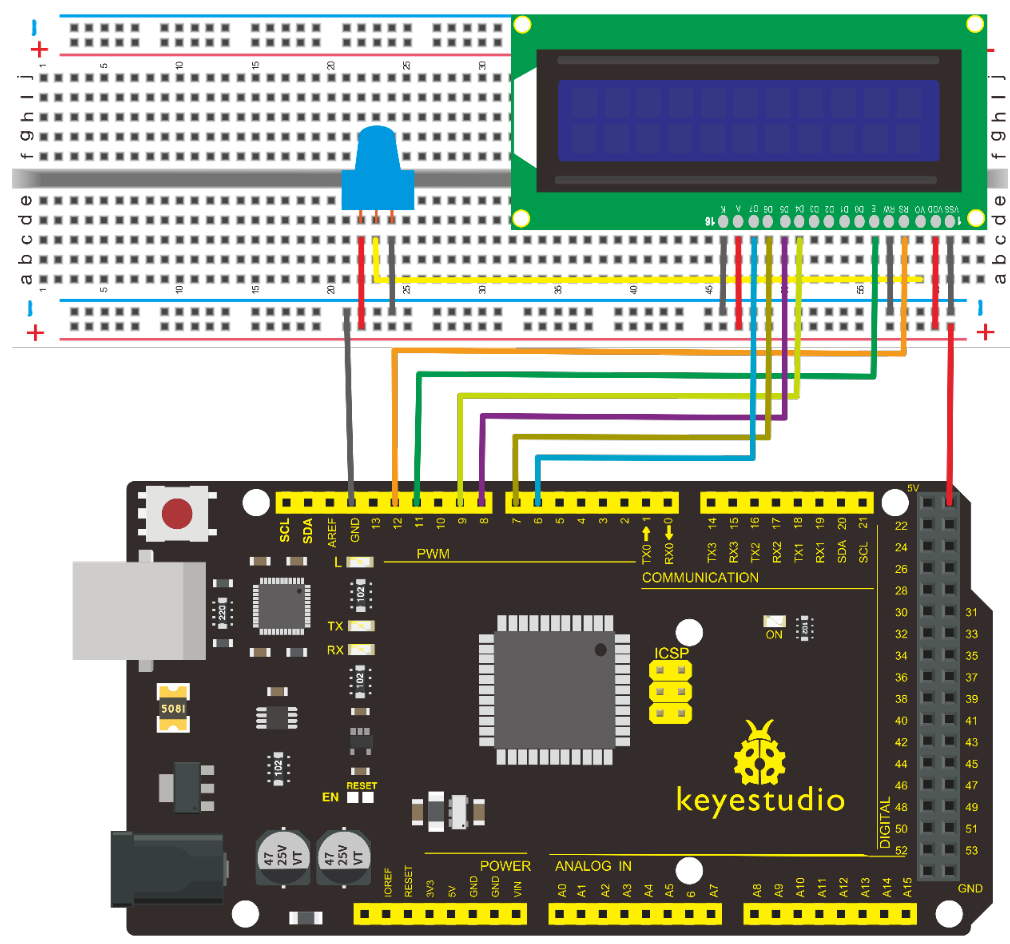 1 5 10 15 20 25 30
j
i
h
g
f
e
d
c
b
a
16 K A D7 D6 D5 D4 D3 D2 D1 D0 E RW RS VO VDD VSS 1
1 5 10 15 20 25 30 45 55
5V
SCL SDA AREF GND 13 12 11 10 9 8 7 6 5 4 3 2 TX0 1 RX0 0
TX3 14 RX3 15 TX2 16 RX2 17 TX1 18 RX1 19 SDA 20 SCL 21
PWM
L
COMMUNICATION
22
24
26
28
30 31
32 33
34 35
36 37
38 39
40 41
42 43
44 45
46 47
48 49
50 51
52 53
GND
DIGITAL
102
220
TX
RX
ON
102
102
ICSP
5081
102
RESET
EN
keyestudio
47 25V VT
47 25V VT
POWER
ANALOG IN
IOREF RESET 3V3 5V GND GND VIN
A0 A1 A2 A3 A4 A5 6 A7
A8 A9 A10 A11 A12 A13 A14 A15